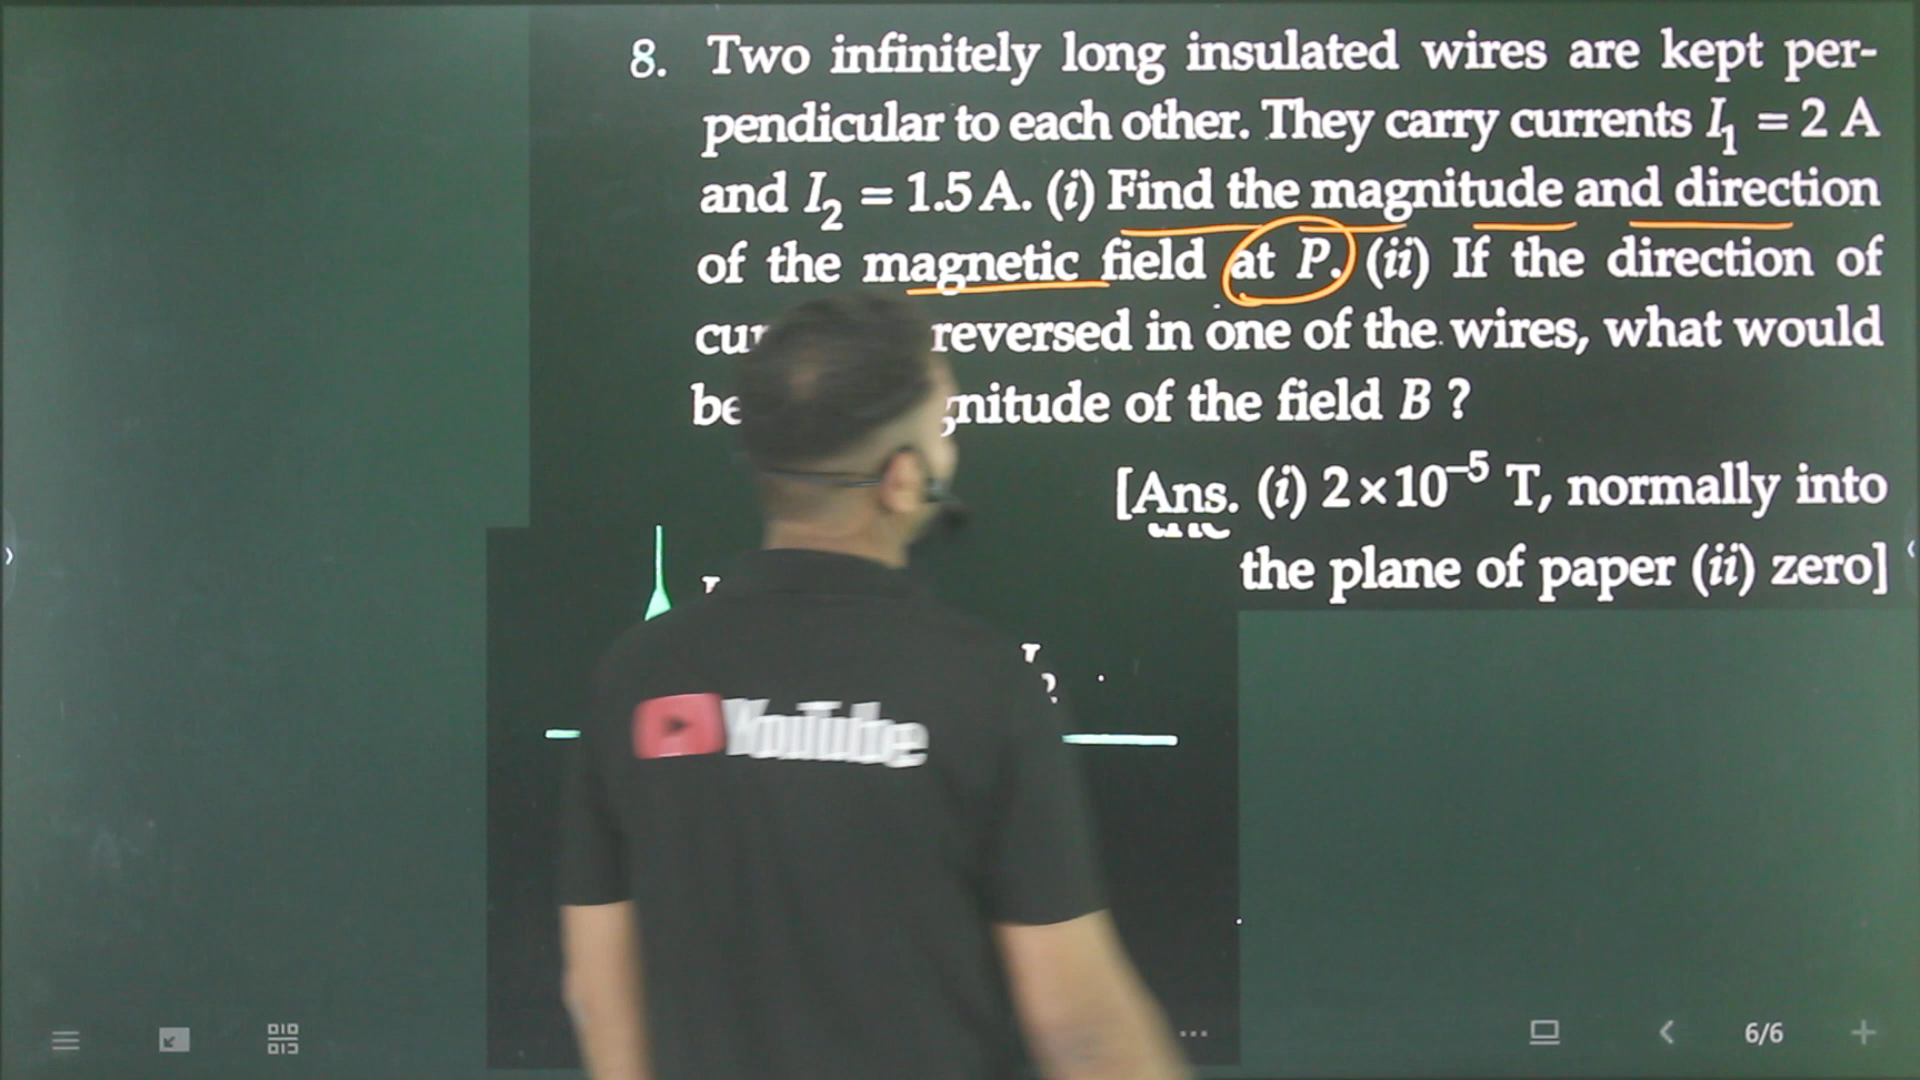 8. Two infinitely long insulated wires are kept per-
pendicular to each other. They carry currents I₁ = 2 A
and I₂ = 1.5 A. (i) Find the magnitude and direction
of the magnetic field at P. (ii) If the direction of
reversed in one of the wires, what would
of the field B ?
[Ans. (i) 2×10⁻⁵ T, normally into
the plane of paper (ii) zero]
YouTube
6/6